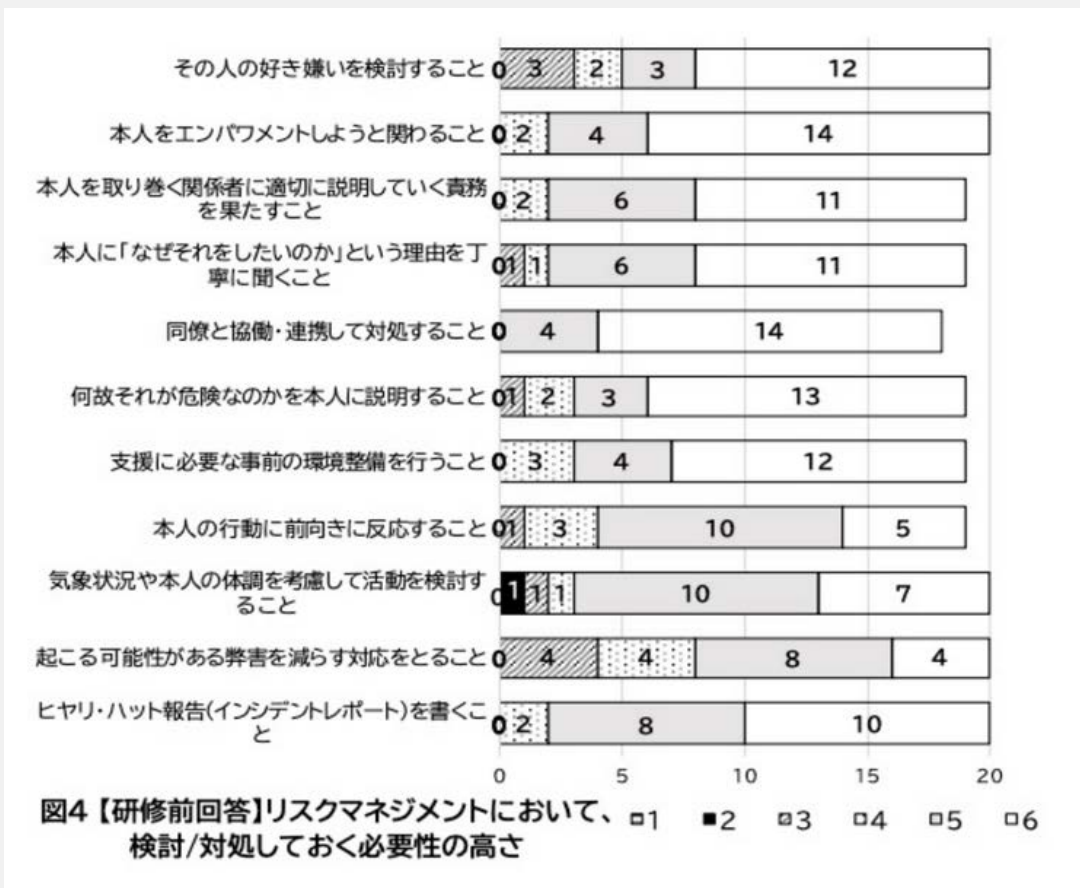 その人の好き嫌いを検討すること 0 3 2 3 12
本人をエンパワメントしようと関わること 0 2 4 14
本人を取り巻く関係者に適切に説明していく責務
を果たすこと 0 2 6 11
本人に「なぜそれをしたいのか」という理由を丁
寧に聞くこと 0 1 1 6 11
同僚と協働・連携して対処すること 0 4 14
何故それが危険なのかを本人に説明すること 0 1 2 3 13
支援に必要な事前の環境整備を行うこと 0 3 4 12
本人の行動に前向きに反応すること 0 1 3 10 5
気象状況や本人の体調を考慮して活動を検討す
ること 0 1 1 1 10 7
起こる可能性がある弊害を減らす対応をとること 0 4 4 8 4
ヒヤリ・ハット報告(インシデントレポート)を書くこ
と 0 2 8 10
0 5 10 15 20
図4 【研修前回答】リスクマネジメントにおいて、
検討/対処しておく必要性の高さ
1 2 3 4 5 6